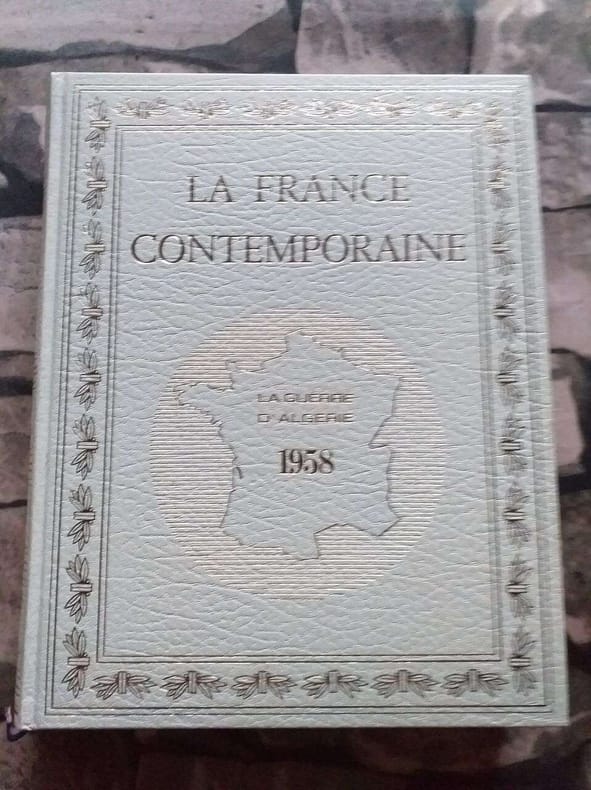 LA FRANCE
CONTEMPORAINE
LA GUERRE
D'ALGERIE
1958